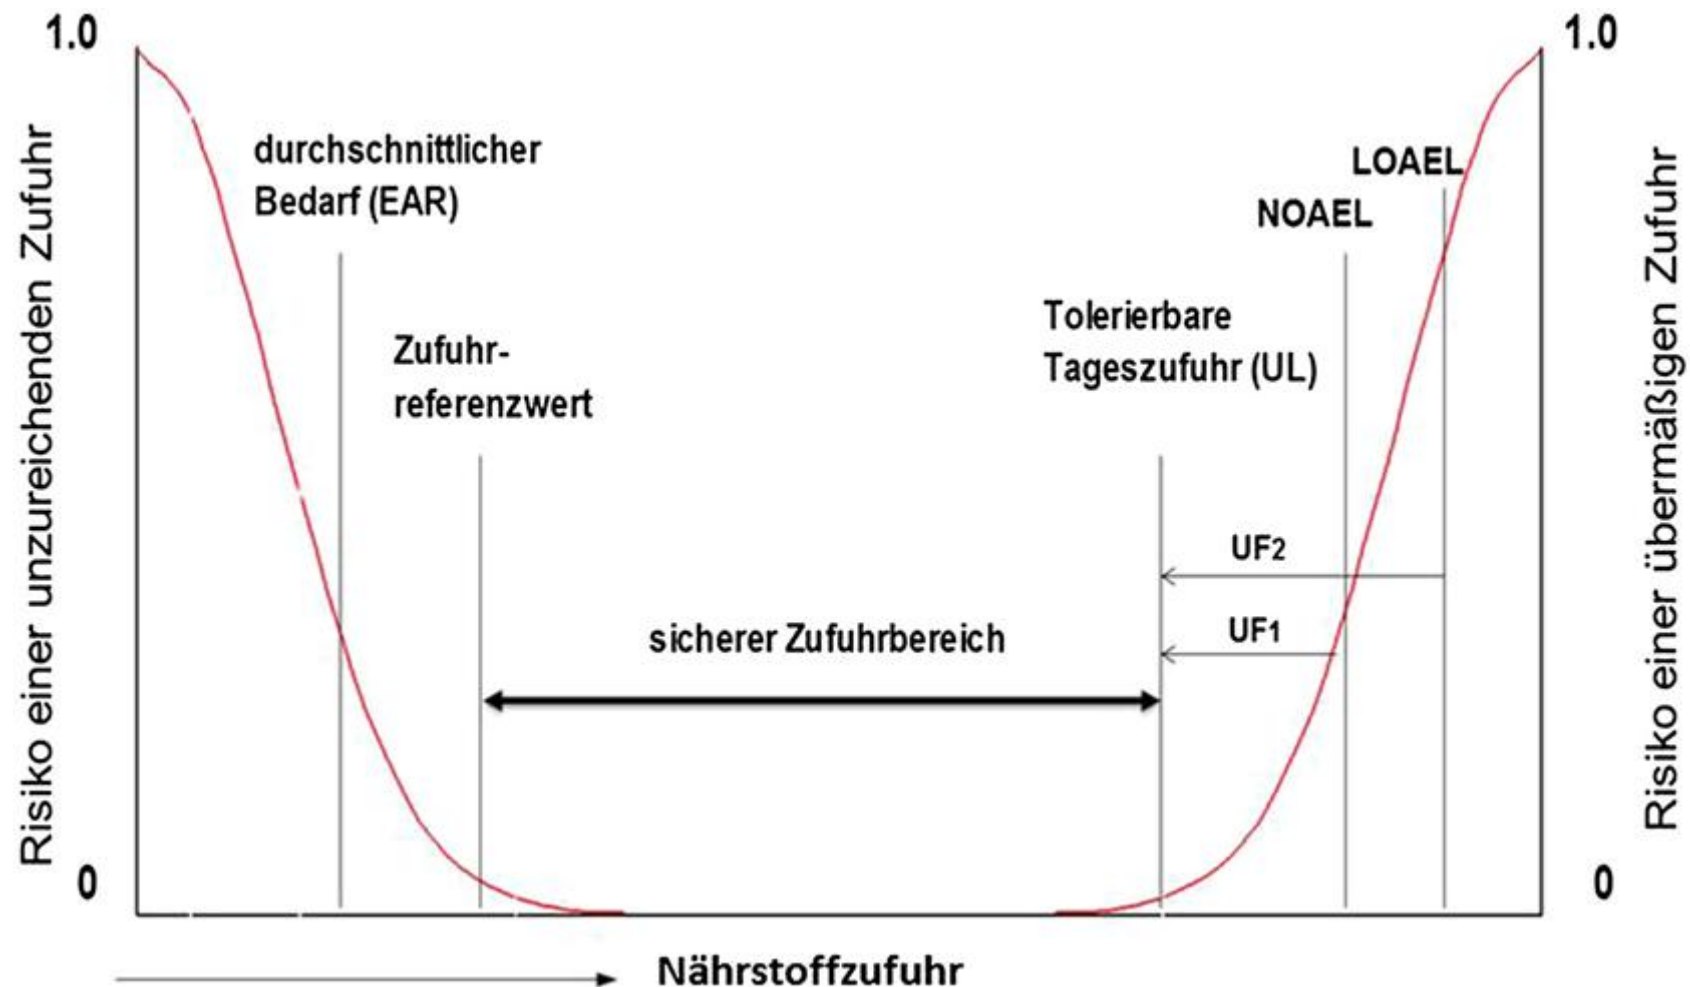 1.0
1.0
durchschnittlicher
Bedarf (EAR)
LOAEL
NOAEL
Zufuhr-
referenzwert
Tolerierbare
Tageszufuhr (UL)
UF2
UF1
sicherer Zufuhrbereich
0
0
Nährstoffzufuhr
Risiko einer unzureichenden Zufuhr
Risiko einer übermäßigen Zufuhr